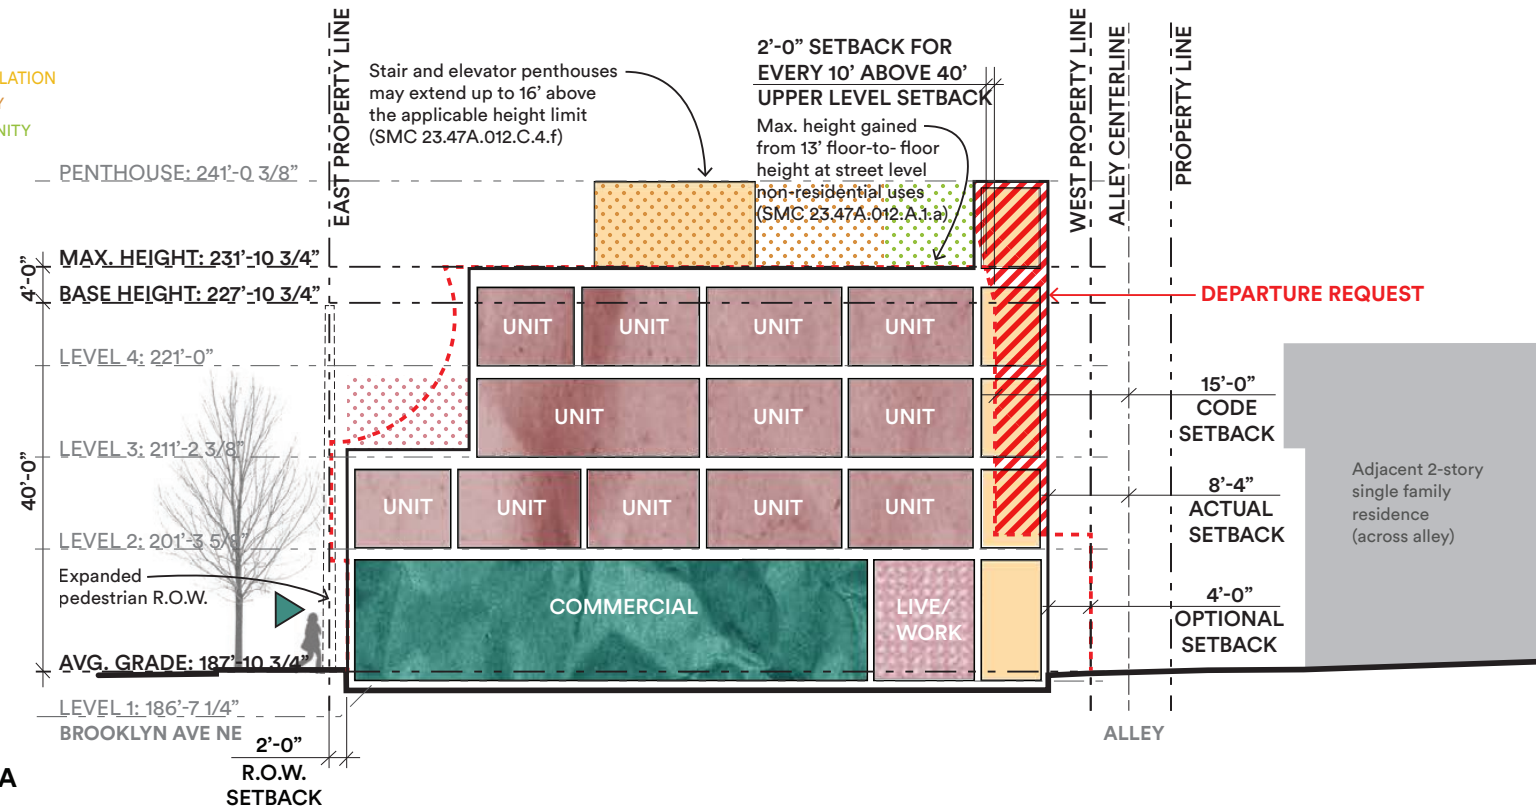 LATION
Y
NITY
EAST PROPERTY LINE
Stair and elevator penthouses
may extend up to 16’ above
the applicable height limit
(SMC 23.47A.012.C.4.f)
2’-0” SETBACK FOR
EVERY 10’ ABOVE 40’
UPPER LEVEL SETBACK
Max. height gained
from 13’ floor-to- floor
height at street level
non-residential uses
(SMC 23.47A.012.A.1.a)
WEST PROPERTY LINE
ALLEY CENTERLINE
PROPERTY LINE
PENTHOUSE: 241’-0 3/8”
MAX. HEIGHT: 231’-10 3/4”
4’-0”
BASE HEIGHT: 227’-10 3/4”
DEPARTURE REQUEST
UNIT
UNIT
UNIT
UNIT
LEVEL 4: 221’-0”
15’-0”
CODE
SETBACK
UNIT
UNIT
UNIT
LEVEL 3: 211’-2 3/8”
40’-0”
Adjacent 2-story
single family
residence
(across alley)
8’-4”
ACTUAL
SETBACK
UNIT
UNIT
UNIT
UNIT
UNIT
LEVEL 2: 201’-3 5/8”
Expanded
pedestrian R.O.W.
COMMERCIAL
LIVE/
WORK
4’-0”
OPTIONAL
SETBACK
AVG. GRADE: 187’-10 3/4”
LEVEL 1: 186’-7 1/4”
BROOKLYN AVE NE
ALLEY
2’-0”
R.O.W.
SETBACK
A